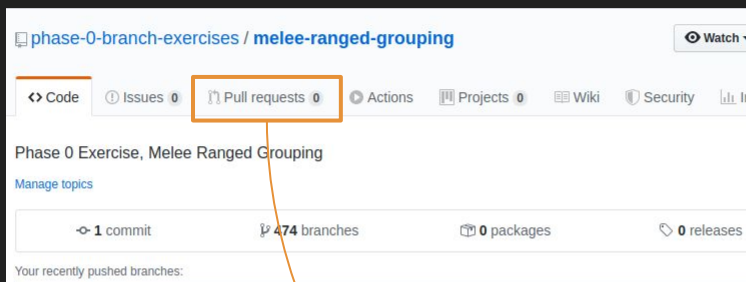 phase-0-branch-exercises / melee-ranged-grouping
Watch
Code Issues 0 Pull requests 0 Actions Projects 0 Wiki Security
Phase 0 Exercise, Melee Ranged Grouping
Manage topics
1 commit 474 branches 0 packages 0 releases
Your recently pushed branches: